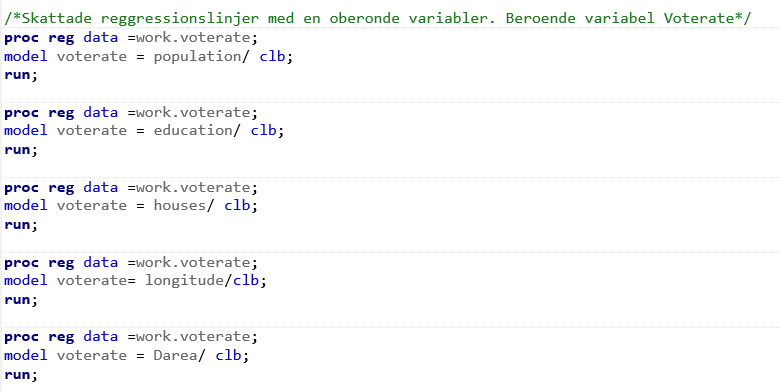 /*Skattade reggressionslinjer med en oberonde variabler. Beroende variabel Voterate*/
proc reg data =work.voterate;
model voterate = population/ clb;
run;
proc reg data =work.voterate;
model voterate = education/ clb;
run;
proc reg data =work.voterate;
model voterate = houses/ clb;
run;
proc reg data =work.voterate;
model voterate= longitude/clb;
run;
proc reg data =work.voterate;
model voterate = Darea/ clb;
run;